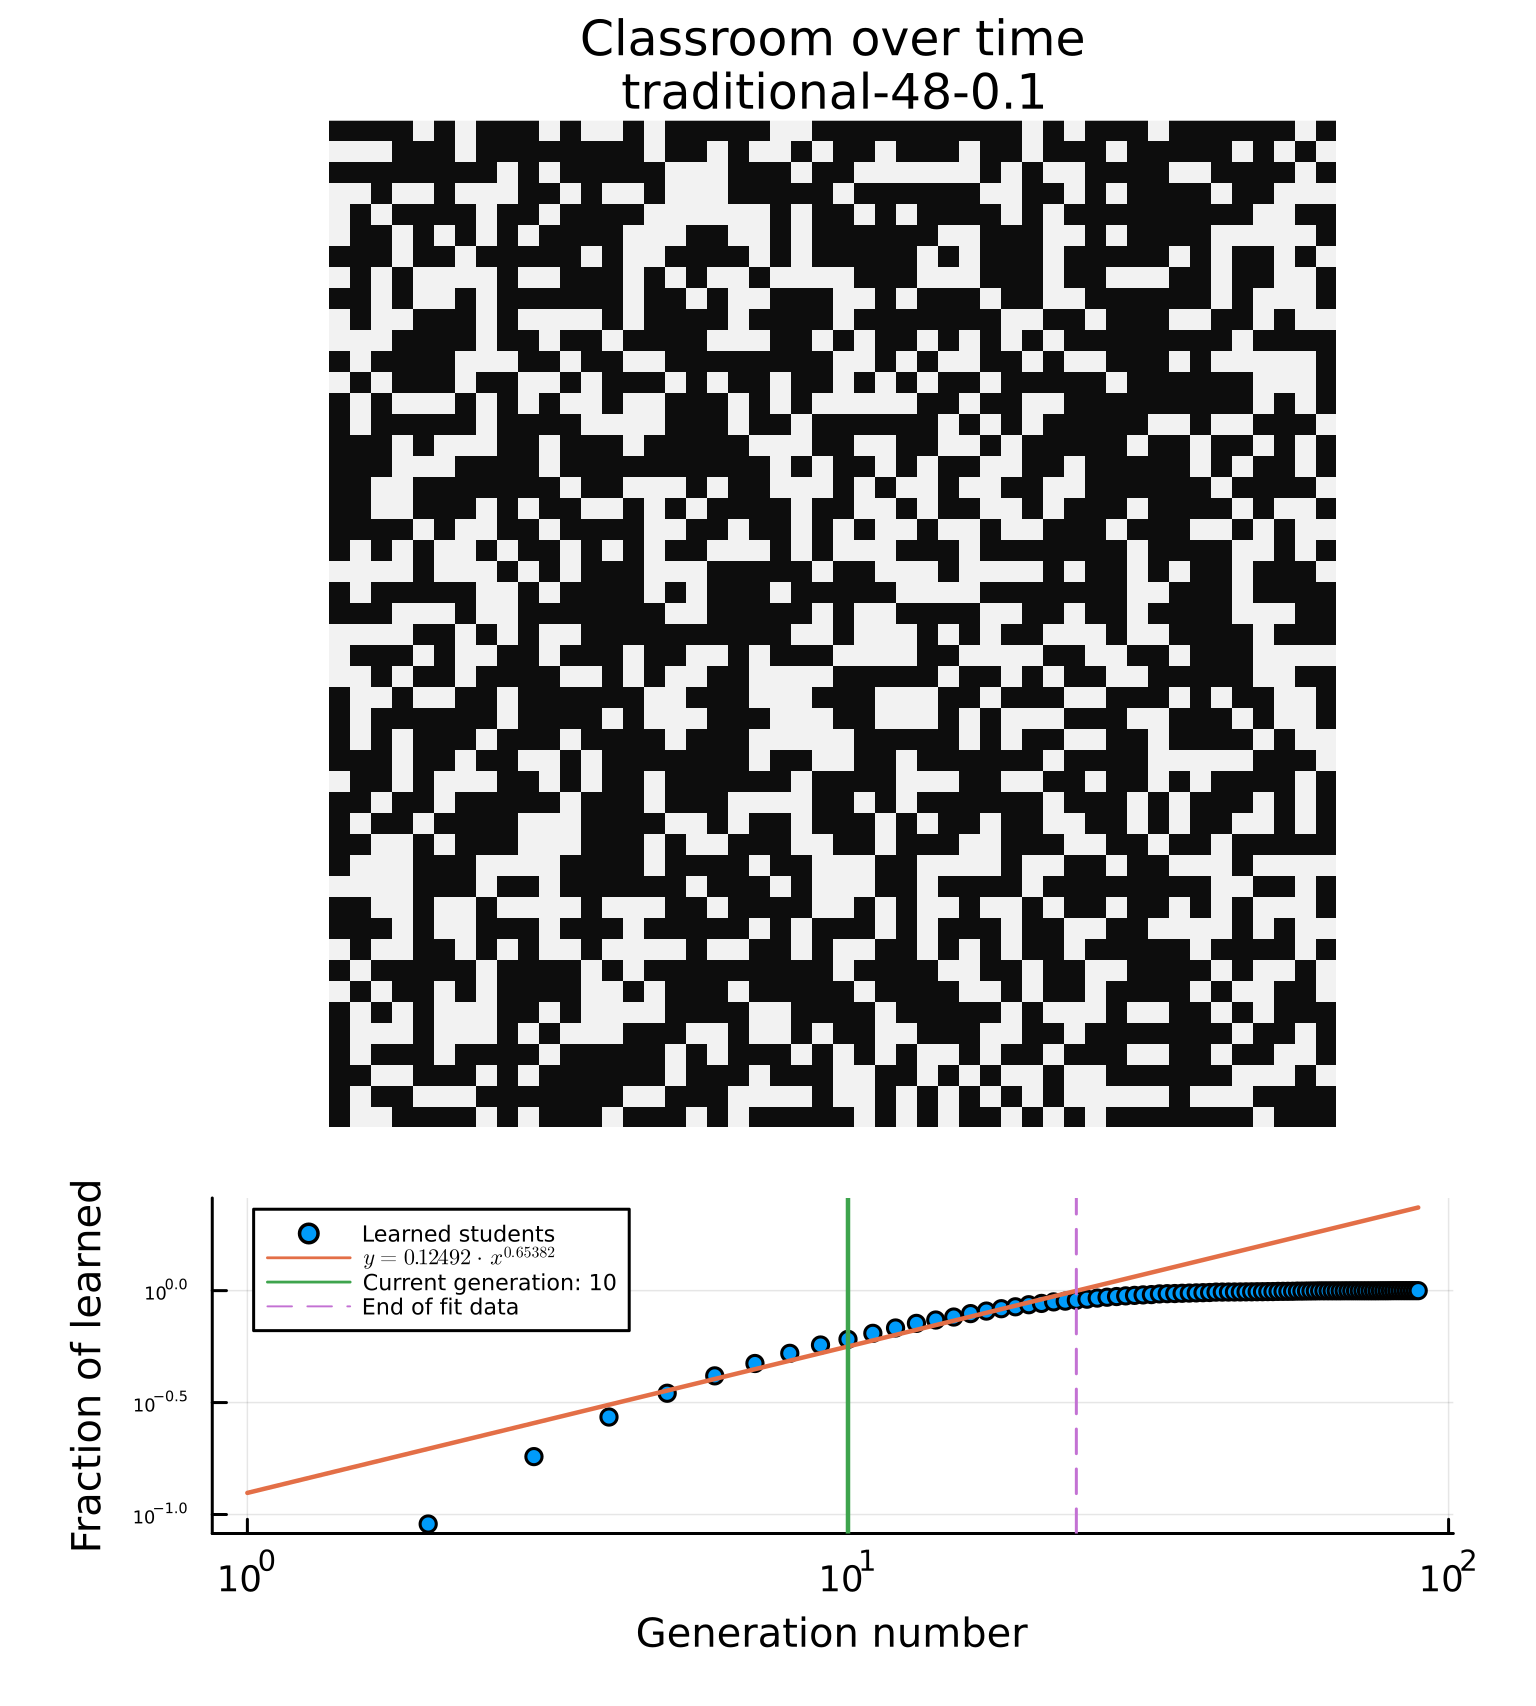 Classroom over time
traditional-48-0.1
Fraction of learned
Learned students
y = 0.12492 · x^0.65382
Current generation: 10
End of fit data
10^0.0
10^−0.5
10^−1.0
10^0
10^1
10^2
Generation number